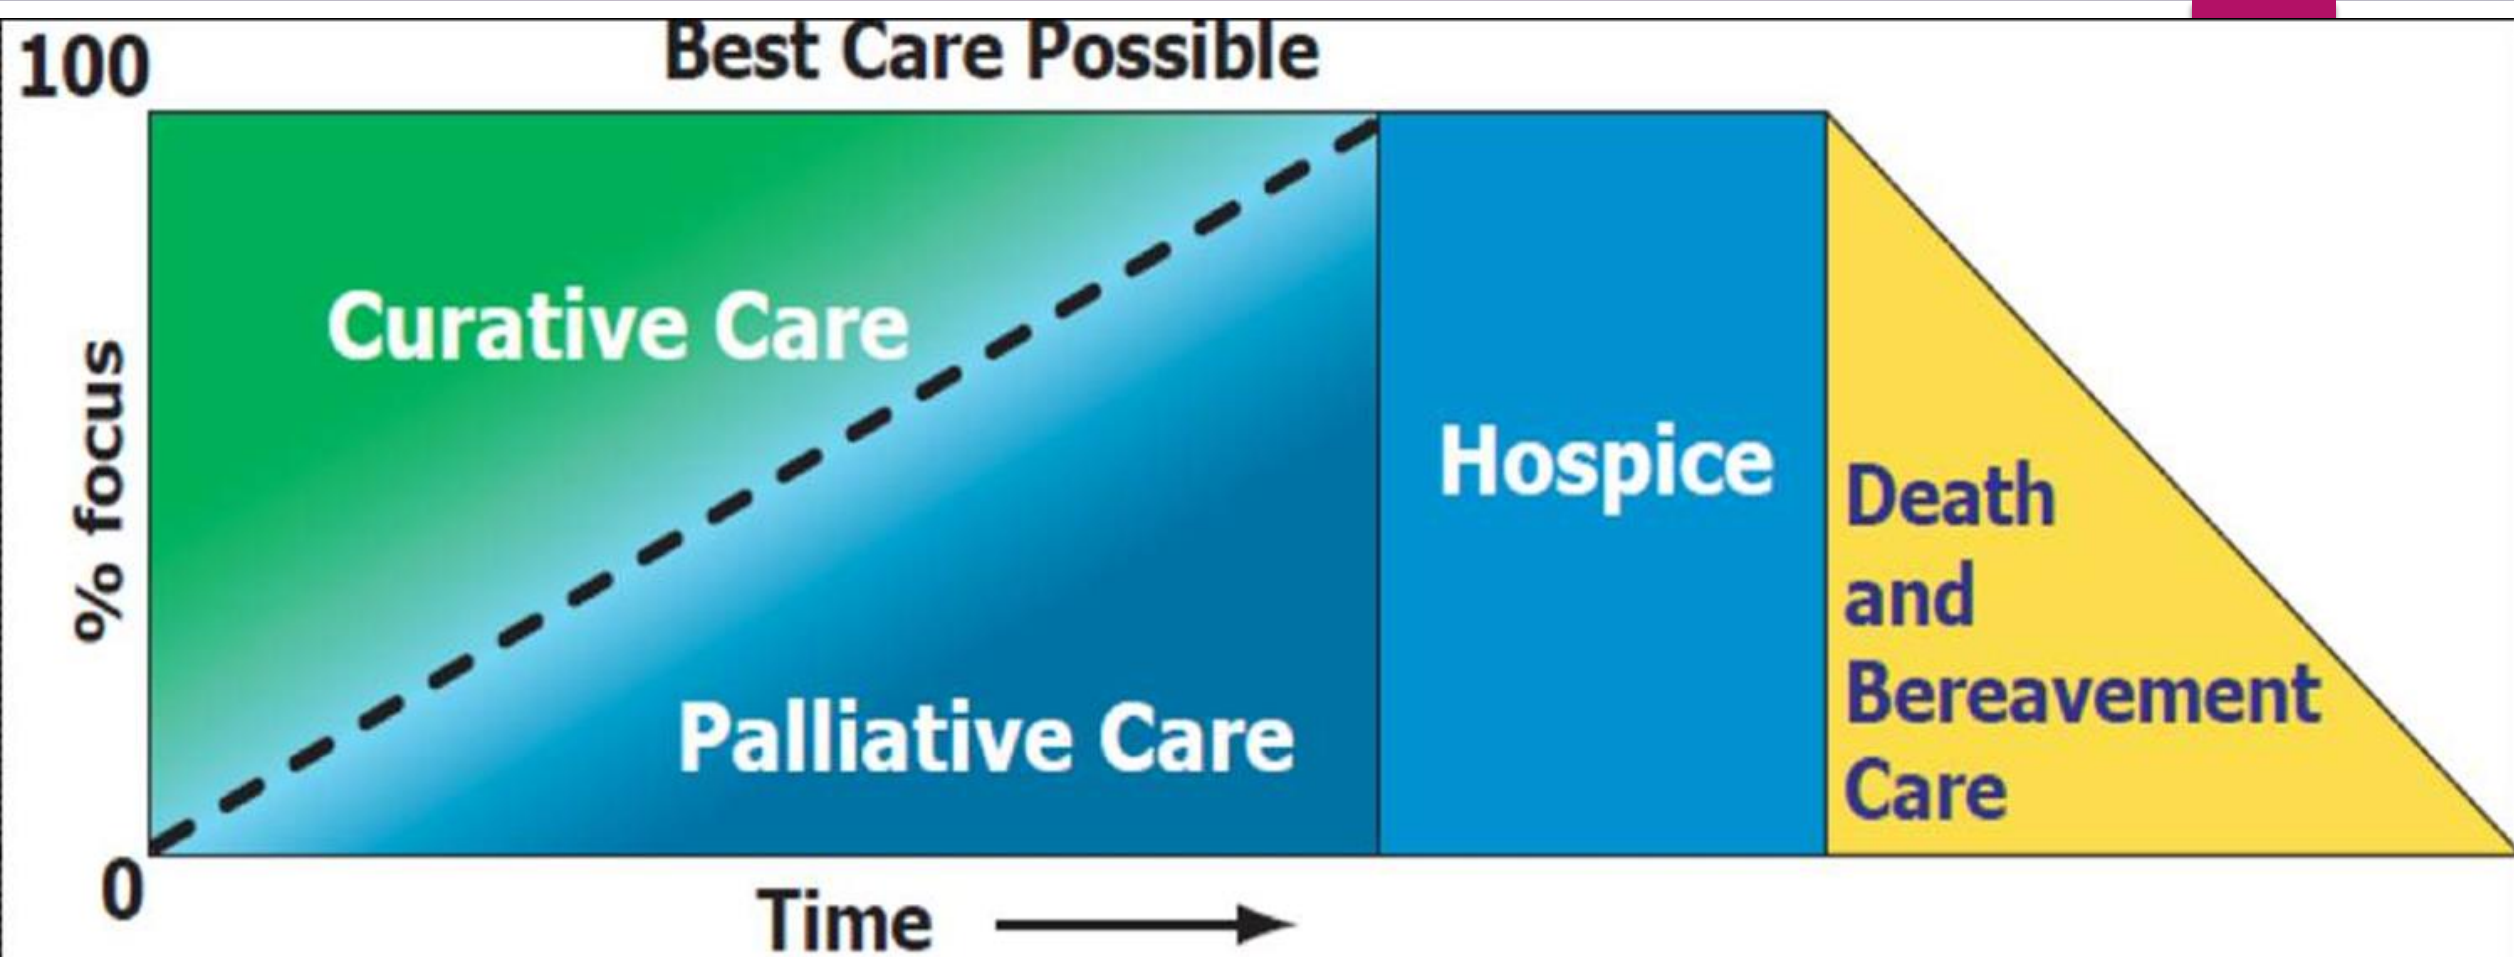 Best Care Possible
100
Curative Care
% focus
Hospice
Death
and
Bereavement
Care
Palliative Care
0
Time